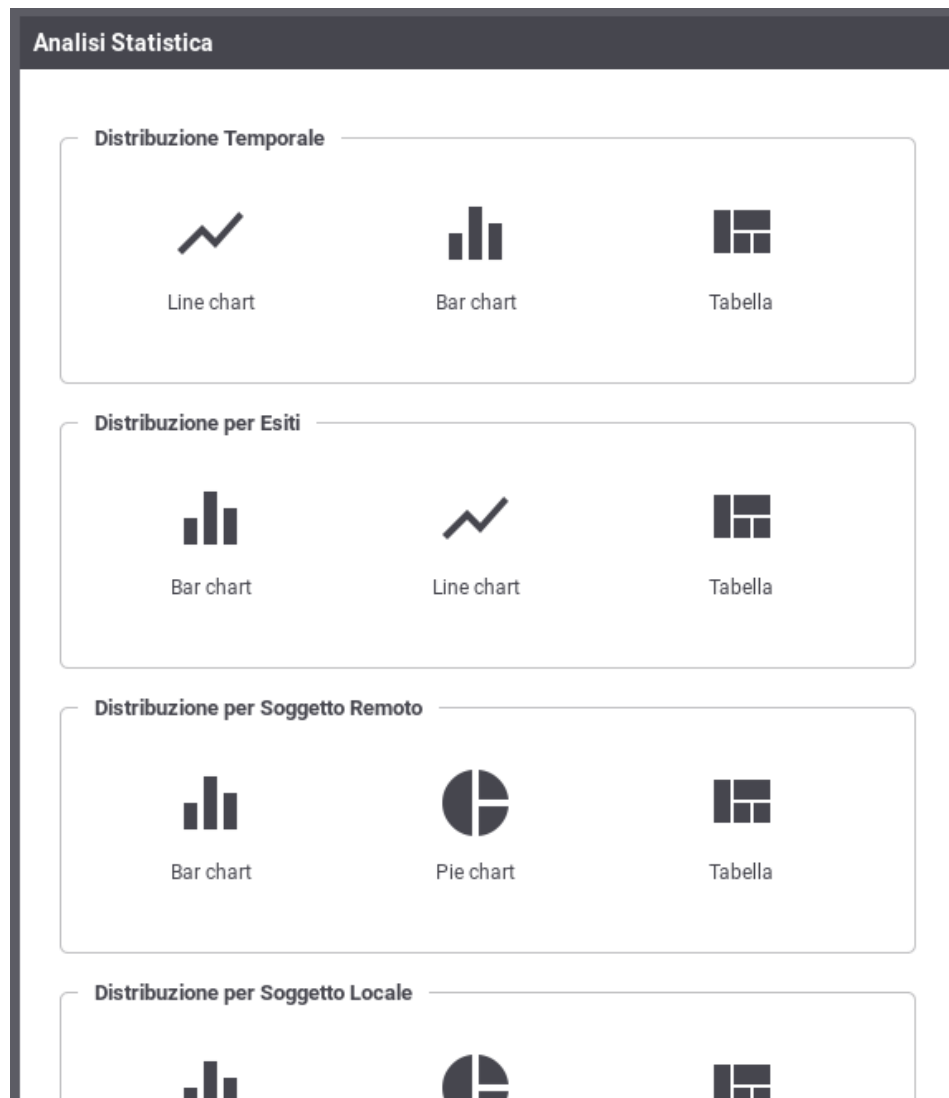 Analisi Statistica
Distribuzione Temporale
Line chart
Bar chart
Tabella
Distribuzione per Esiti
Bar chart
Line chart
Tabella
Distribuzione per Soggetto Remoto
Bar chart
Pie chart
Tabella
Distribuzione per Soggetto Locale